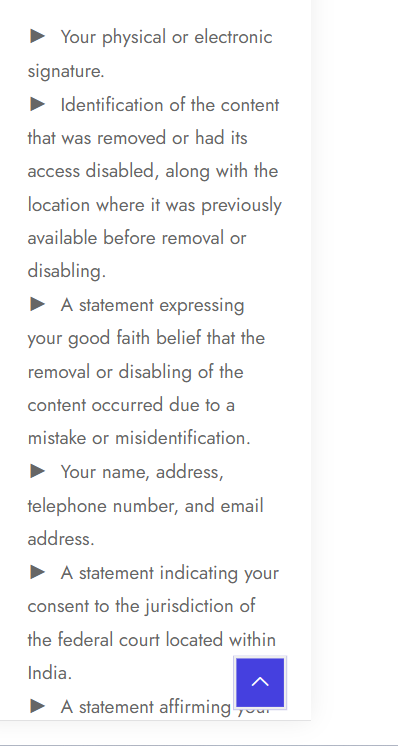 ► Your physical or electronic
signature.
► Identification of the content
that was removed or had its
access disabled, along with the
location where it was previously
available before removal or
disabling.
► A statement expressing
your good faith belief that the
removal or disabling of the
content occurred due to a
mistake or misidentification.
► Your name, address,
telephone number, and email
address.
► A statement indicating your
consent to the jurisdiction of
the federal court located within
India.
► A statement affirming